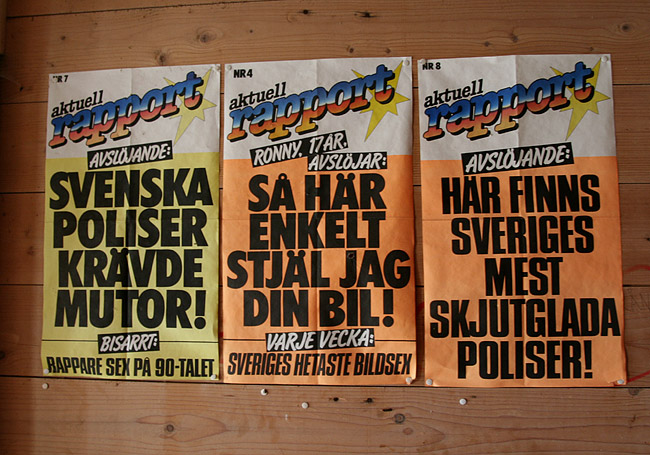 NR 7
aktuell
rapport
AVSLÖJANDE:
SVENSKA
POLISER
KRÄVDE
MUTOR!
BISARRT:
RAPPARE SEX PÅ 90-TALET
NR 4
aktuell
rapport
RONNY, 17 ÅR,
AVSLÖJAR:
SÅ HÄR
ENKELT
STJÄL JAG
DIN BIL!
VARJE VECKA:
SVERIGES HETASTE BILDSEX
NR 8
aktuell
rapport
AVSLÖJANDE:
HÄR FINNS
SVERIGES
MEST
SKJUTGLADA
POLISER!